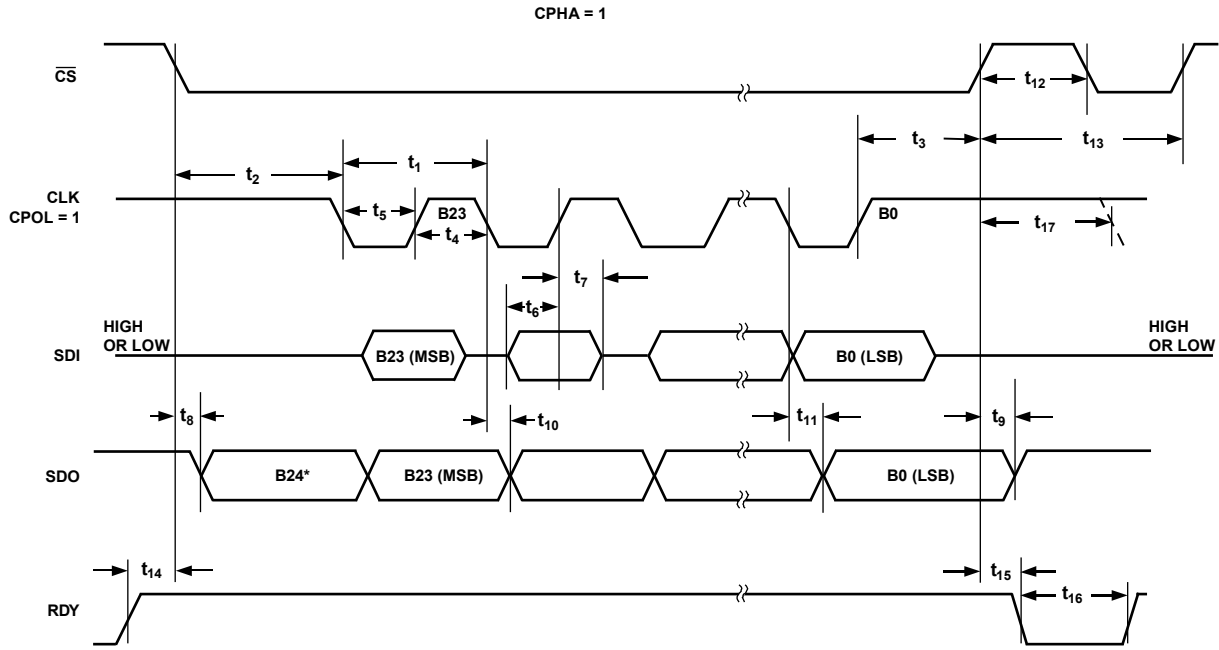 CPHA = 1
CS
t12
t3
t13
t1
t2
CLK
CPOL = 1
t5
B23
t4
B0
t17
t7
t6
HIGH
OR LOW
SDI
B23 (MSB)
B0 (LSB)
HIGH
OR LOW
t8
t10
t11
t9
SDO
B24*
B23 (MSB)
B0 (LSB)
t14
t15
t16
RDY